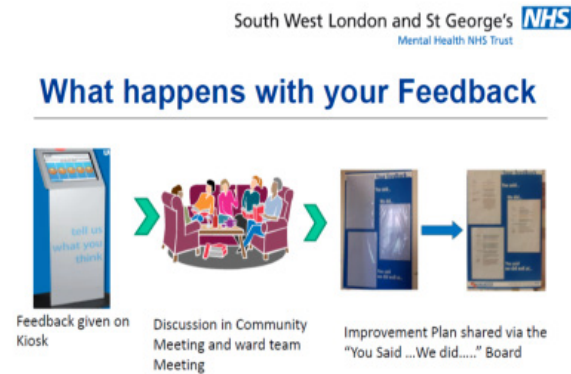 South West London and St George's NHS
Mental Health NHS Trust
What happens with your Feedback
tell us
what you
think
Feedback given on
Kiosk
Discussion in Community
Meeting and ward team
Meeting
Improvement Plan shared via the
“You Said ...We did.....” Board